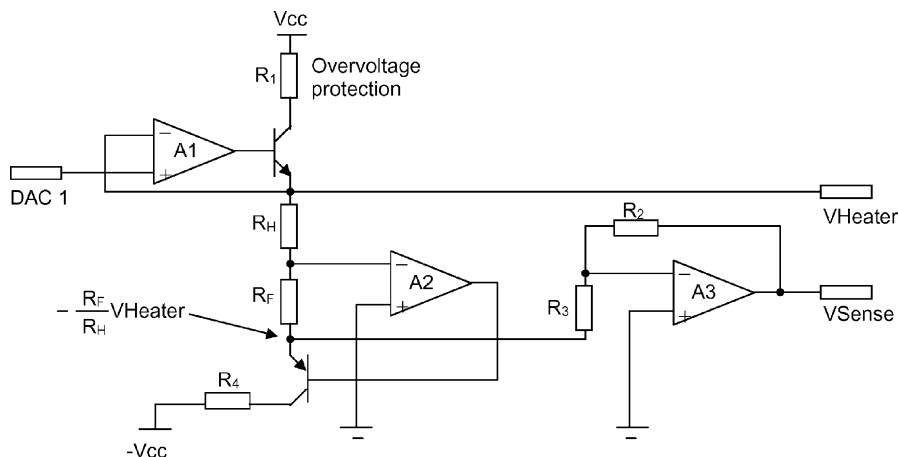 Vcc
R1
Overvoltage
protection
−
A1
+
DAC 1
VHeater
RH
R2
−
A2
+
RF
− RF/RH VHeater
R3
−
A3
+
VSense
R4
-Vcc